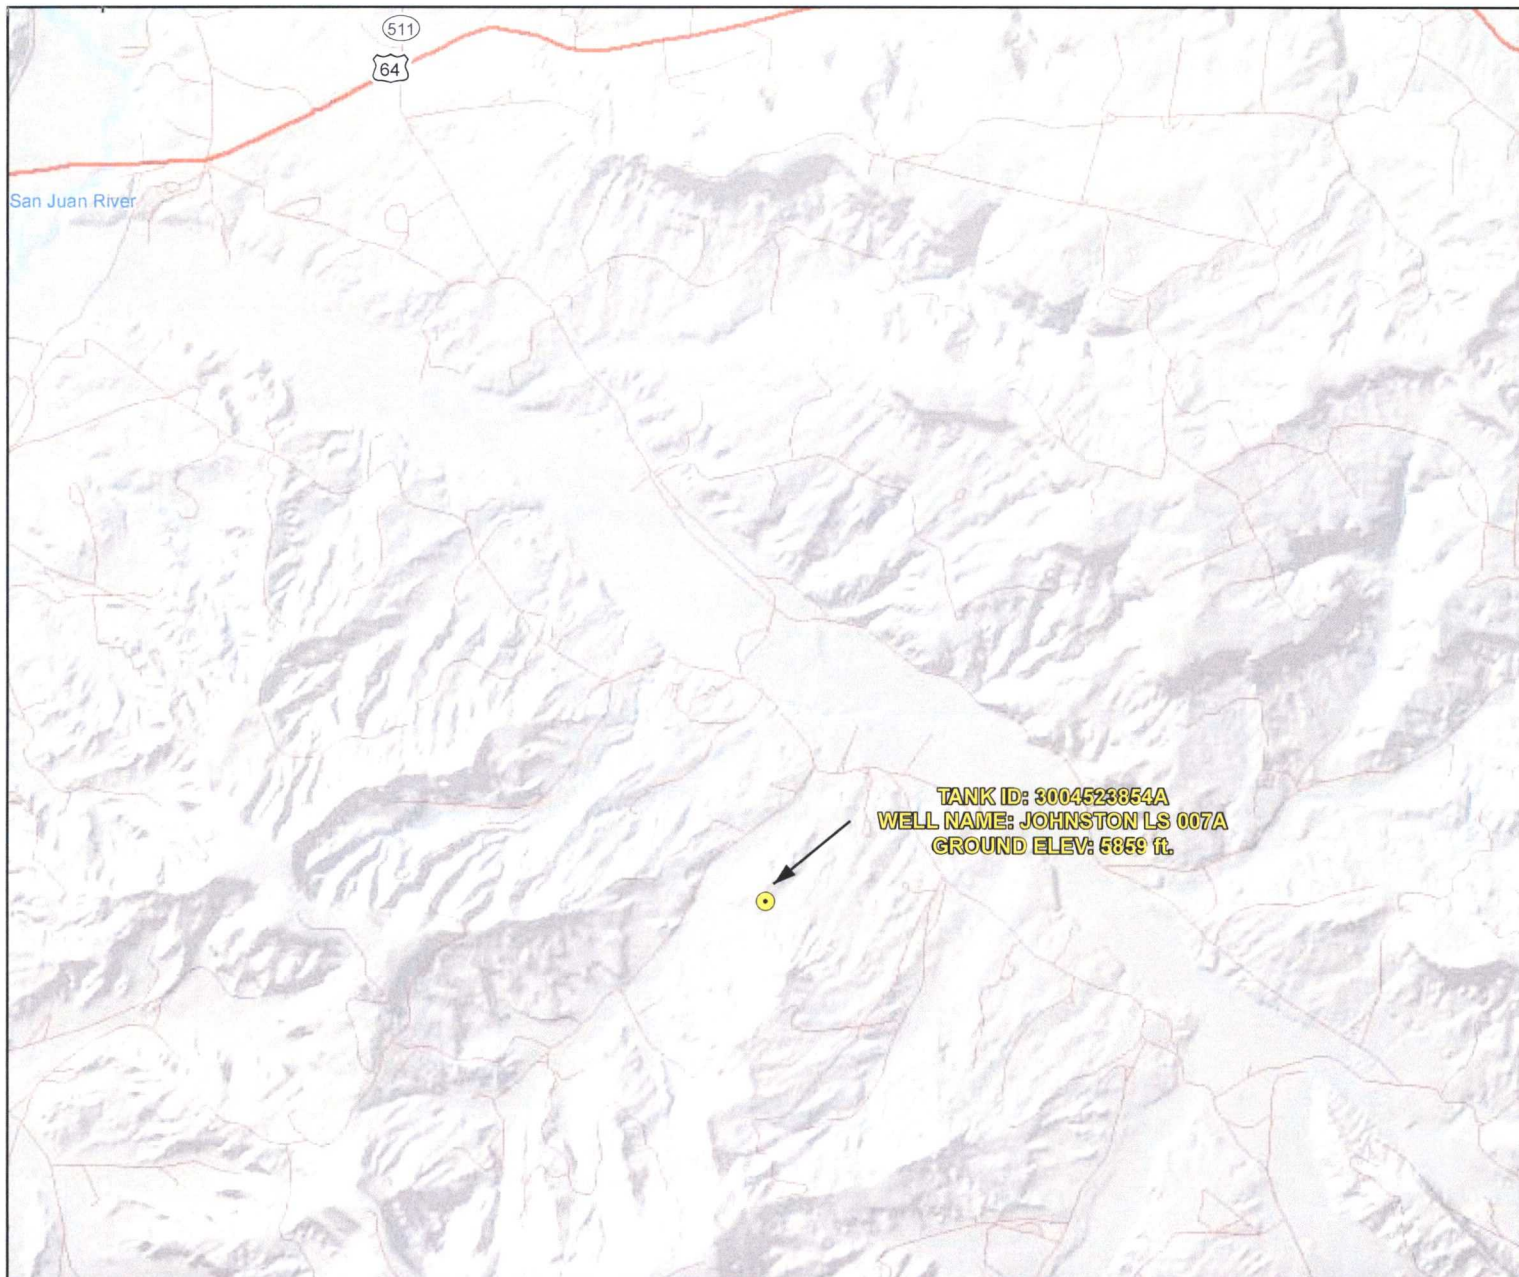 511
64
San Juan River
TANK ID: 3004523854A
WELL NAME: JOHNSTON LS 007A
GROUND ELEV: 5859 ft.